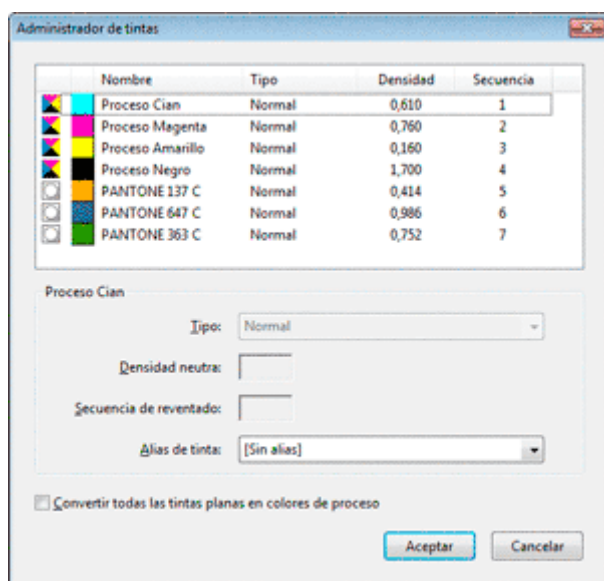 Administrador de tintas
Nombre Tipo Densidad Secuencia
Proceso Cian Normal 0,610 1
Proceso Magenta Normal 0,760 2
Proceso Amarillo Normal 0,160 3
Proceso Negro Normal 1,700 4
PANTONE 137 C Normal 0,414 5
PANTONE 647 C Normal 0,986 6
PANTONE 363 C Normal 0,752 7
Proceso Cian
Tipo: Normal
Densidad neutra:
Secuencia de reventado:
Alias de tinta: [Sin alias]
Convertir todas las tintas planas en colores de proceso
Aceptar Cancelar